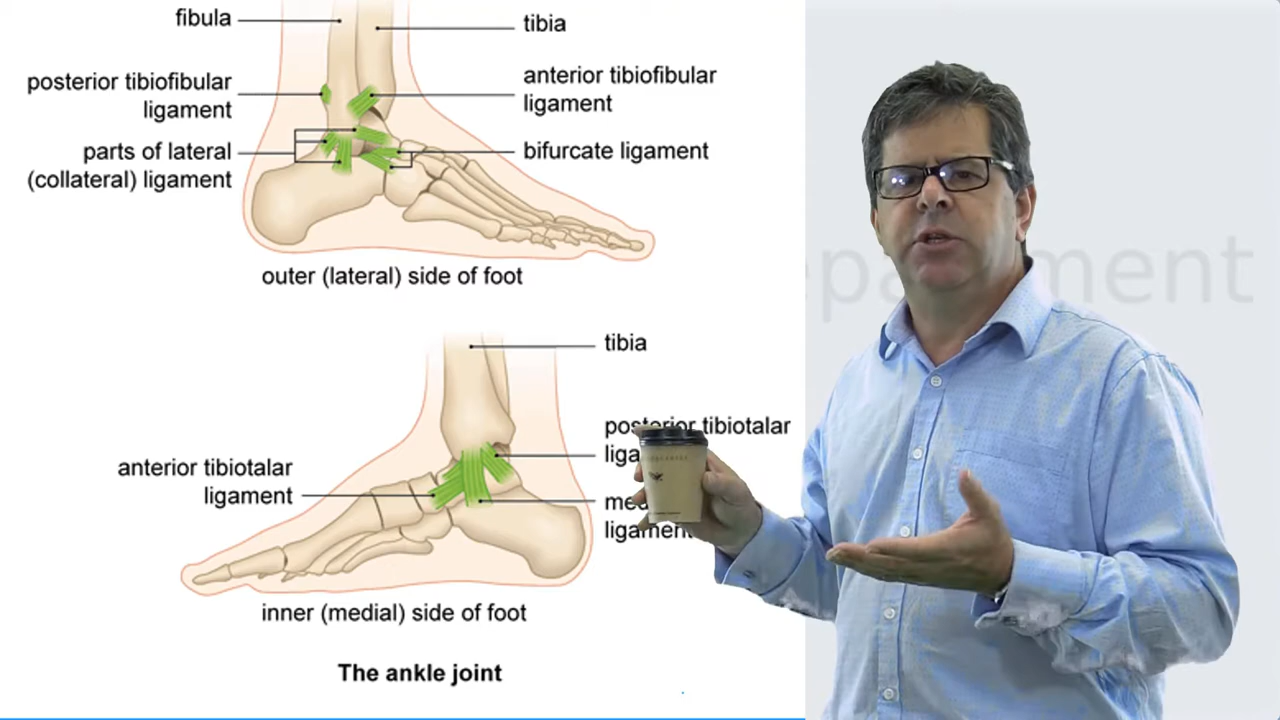 fibula
tibia
posterior tibiofibular
ligament
anterior tibiofibular
ligament
parts of lateral
(collateral) ligament
bifurcate ligament
outer (lateral) side of foot
tibia
posterior tibiotalar
anterior tibiotalar
ligament
ligament
inner (medial) side of foot
The ankle joint